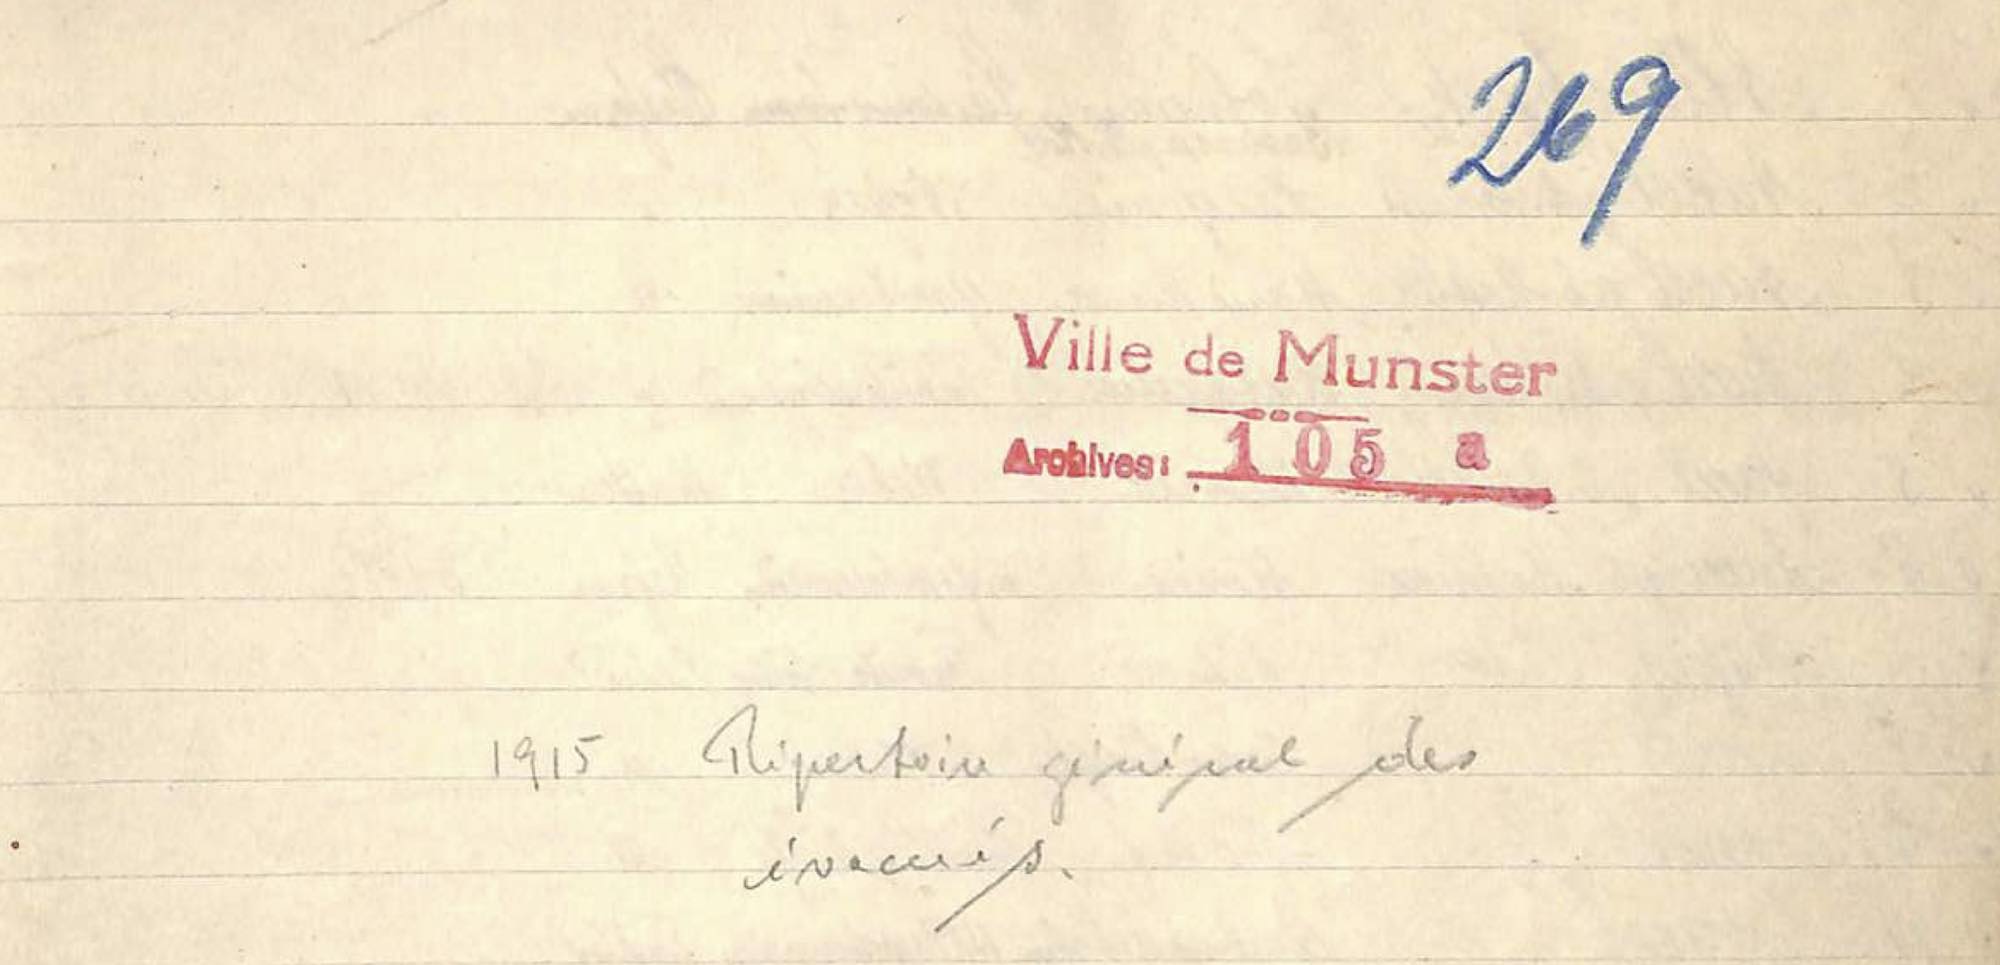 269
Ville de Munster
Archives: 105 a
1915 Répertoire général des
évacués.